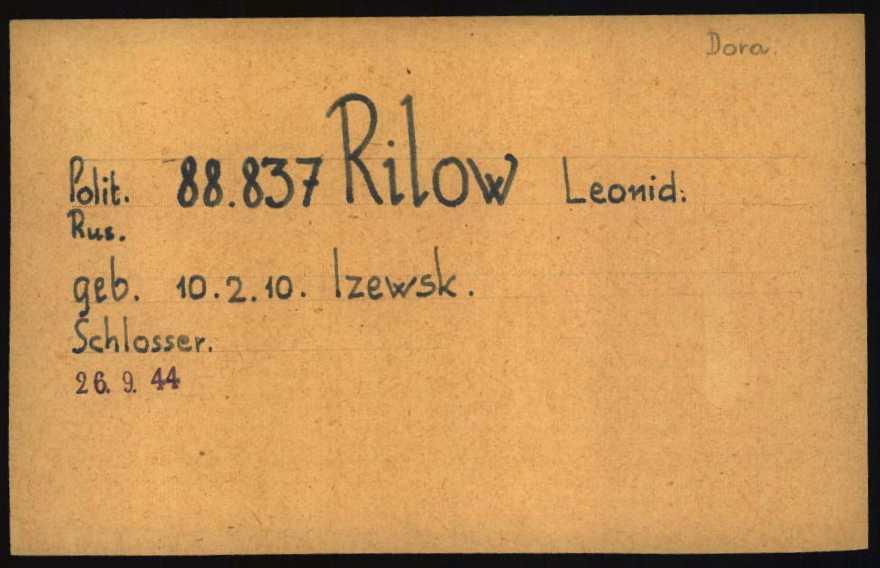 Dora.
Polit. 88.837 Rilow Leonid.
Rus.
geb. 10.2.10. Izewsk.
Schlosser.
26. 9. 44